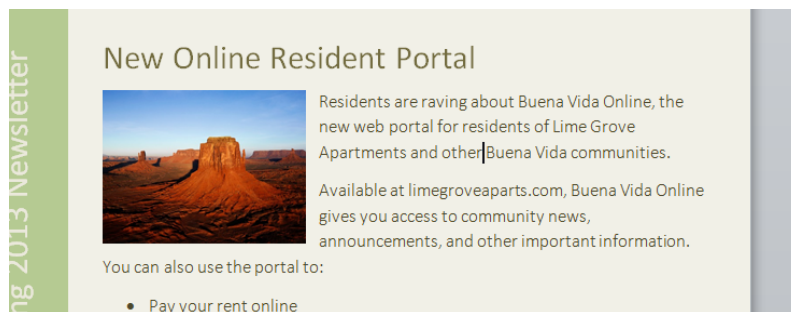 New Online Resident Portal
Residents are raving about Buena Vida Online, the
new web portal for residents of Lime Grove
Apartments and other Buena Vida communities.
Available at limegroveaparts.com, Buena Vida Online
gives you access to community news,
announcements, and other important information.
You can also use the portal to:
• Pay your rent online
2013 Newsletter